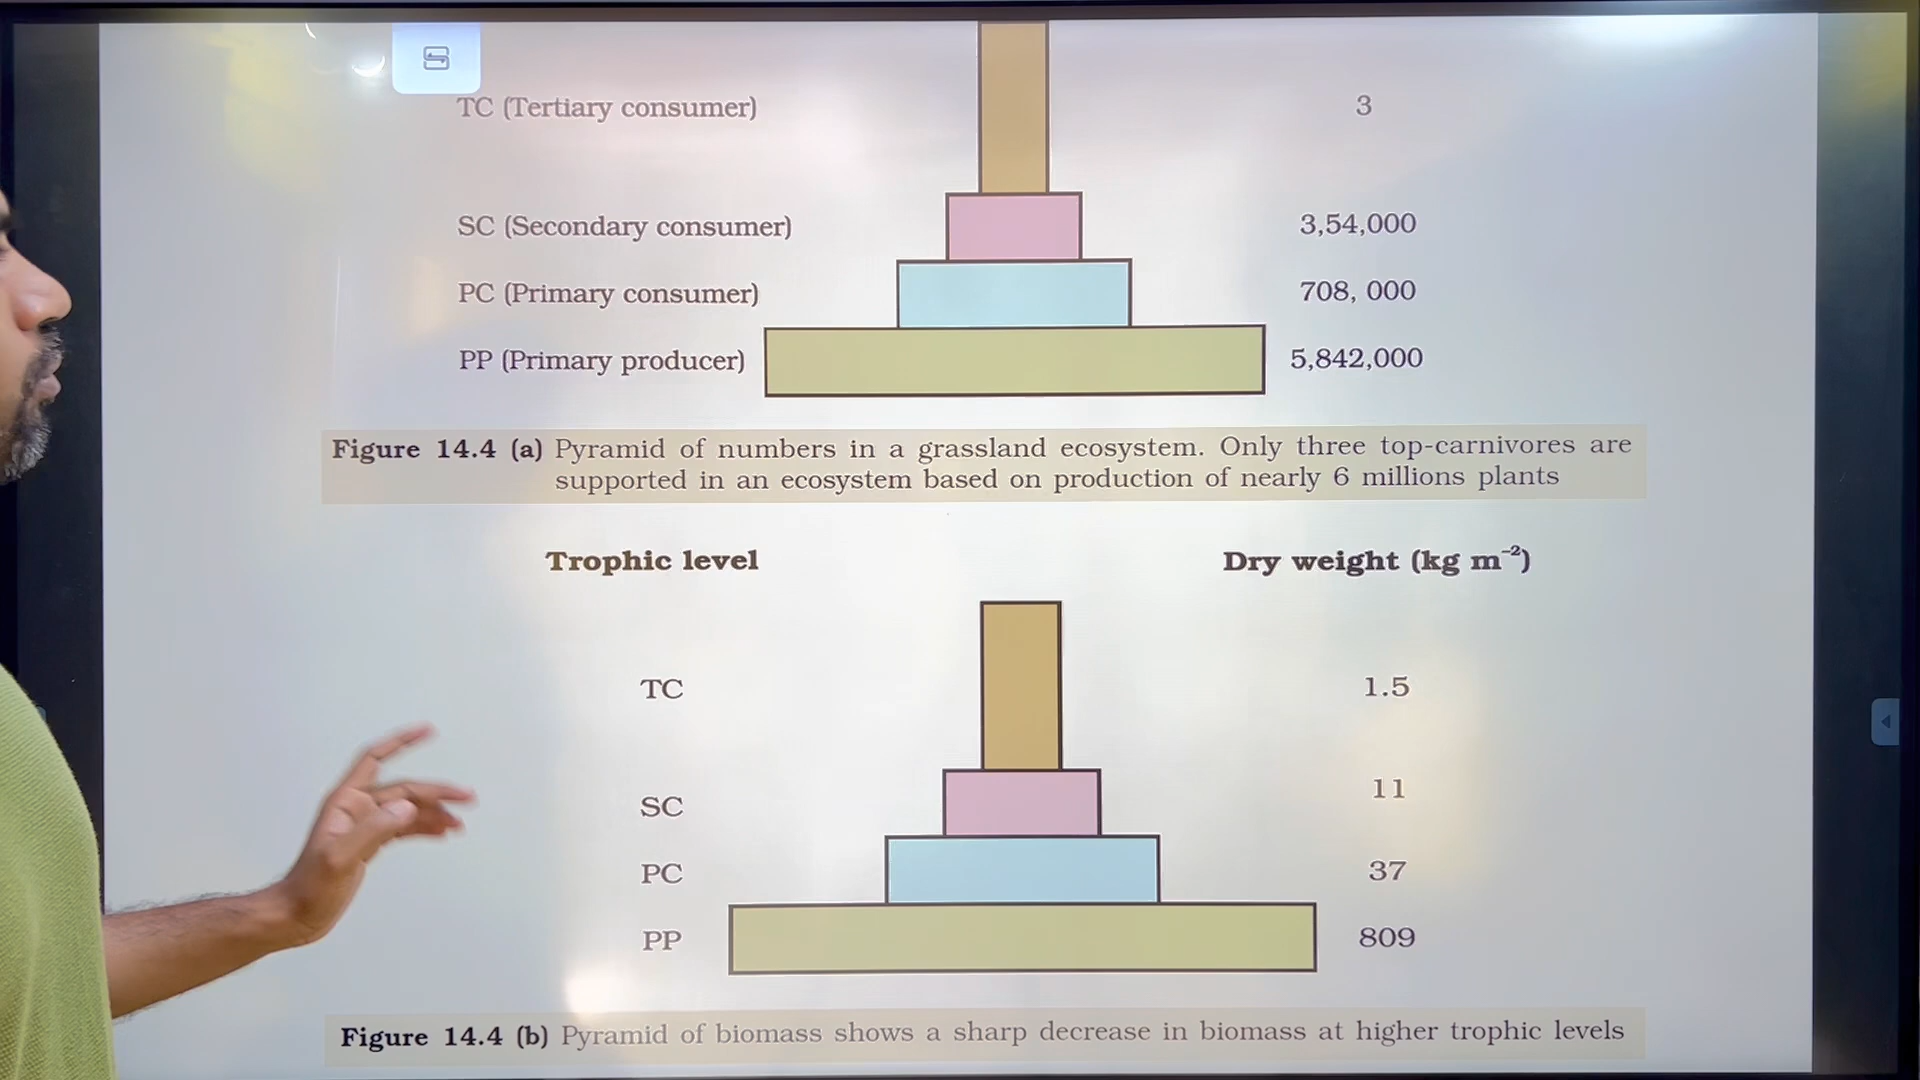 TC (Tertiary consumer) 3
SC (Secondary consumer) 3,54,000
PC (Primary consumer) 708, 000
PP (Primary producer) 5,842,000
Figure 14.4 (a) Pyramid of numbers in a grassland ecosystem. Only three top-carnivores are
supported in an ecosystem based on production of nearly 6 millions plants
Trophic level Dry weight (kg m⁻²)
TC 1.5
SC 11
PC 37
PP 809
Figure 14.4 (b) Pyramid of biomass shows a sharp decrease in biomass at higher trophic levels